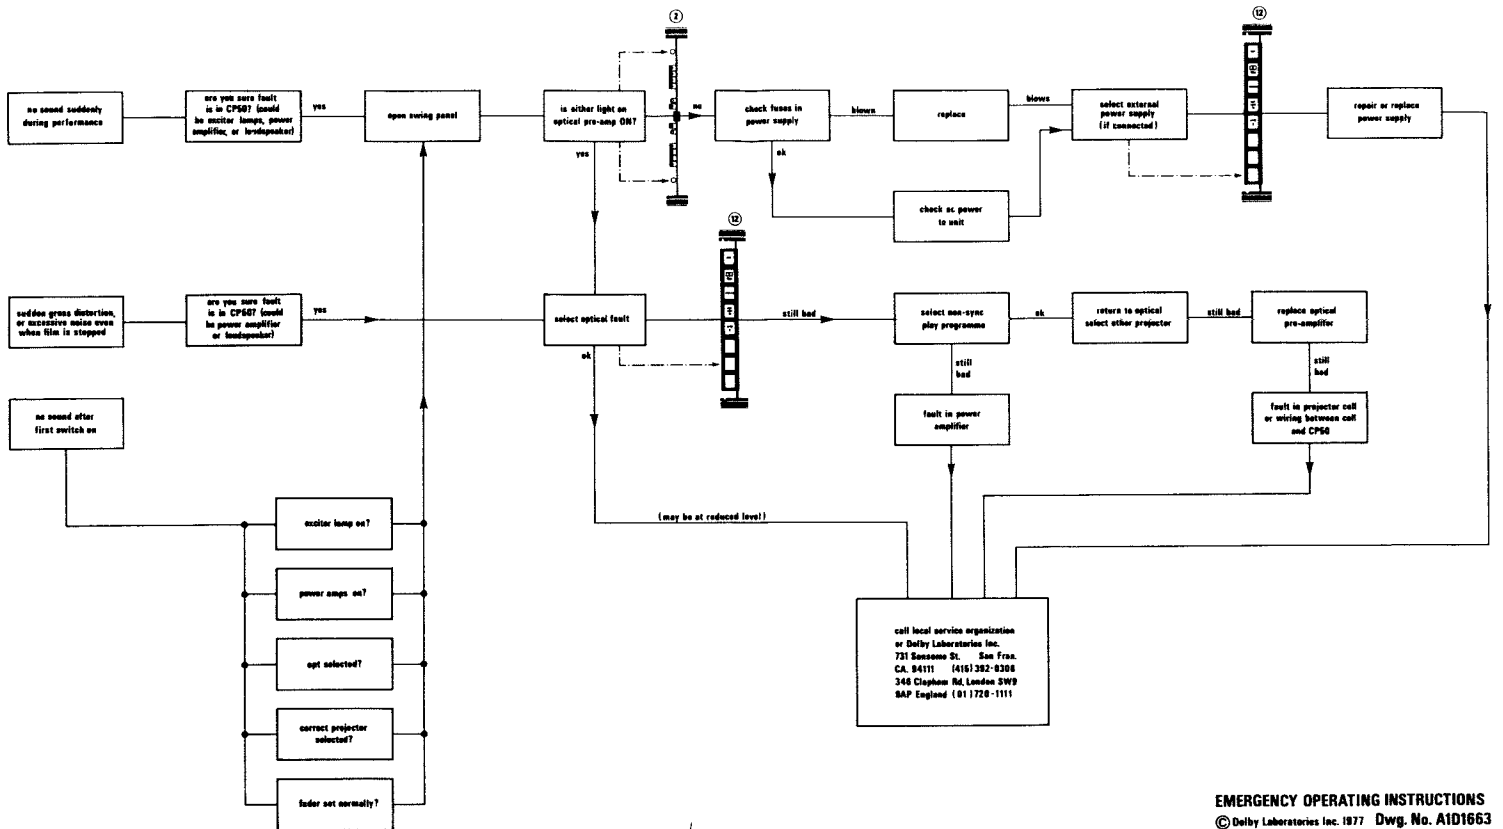 2
12
no sound suddenly
during performance
are you sure fault
is in CP50? (could
be exciter lamps, power
amplifier, or loudspeaker)
yes
open swing panel
is either light on
optical pre-amp ON?
no
yes
check fuses in
power supply
blown
ok
replace
blows
check ac power
to unit
select external
power supply
(if connected)
repair or replace
power supply
12
sudden gross distortion,
or excessive noise even
when film is stopped
are you sure fault
is in CP50? (could
be power amplifier
or loudspeaker)
yes
select optical fault
ok
still bad
select non-sync
play programme
ok
still
bad
return to optical
select other projector
still bad
replace optical
pre-amplifer
still
bad
fault in power
amplifier
fault in projector cell
or wiring between cell
and CP50
no sound after
first switch on
exciter lamp on?
power amps on?
opt selected?
correct projector
selected?
fader set normally?
(may be at reduced level)
call local service organization
or Dolby Laboratories Inc.
731 Sansome St. San Fran.
CA. 94111 (415) 392-0306
346 Clapham Rd, London SW9
9AP England (01) 720-1111
EMERGENCY OPERATING INSTRUCTIONS
© Dolby Laboratories Inc. 1977 Dwg. No. A1D1663